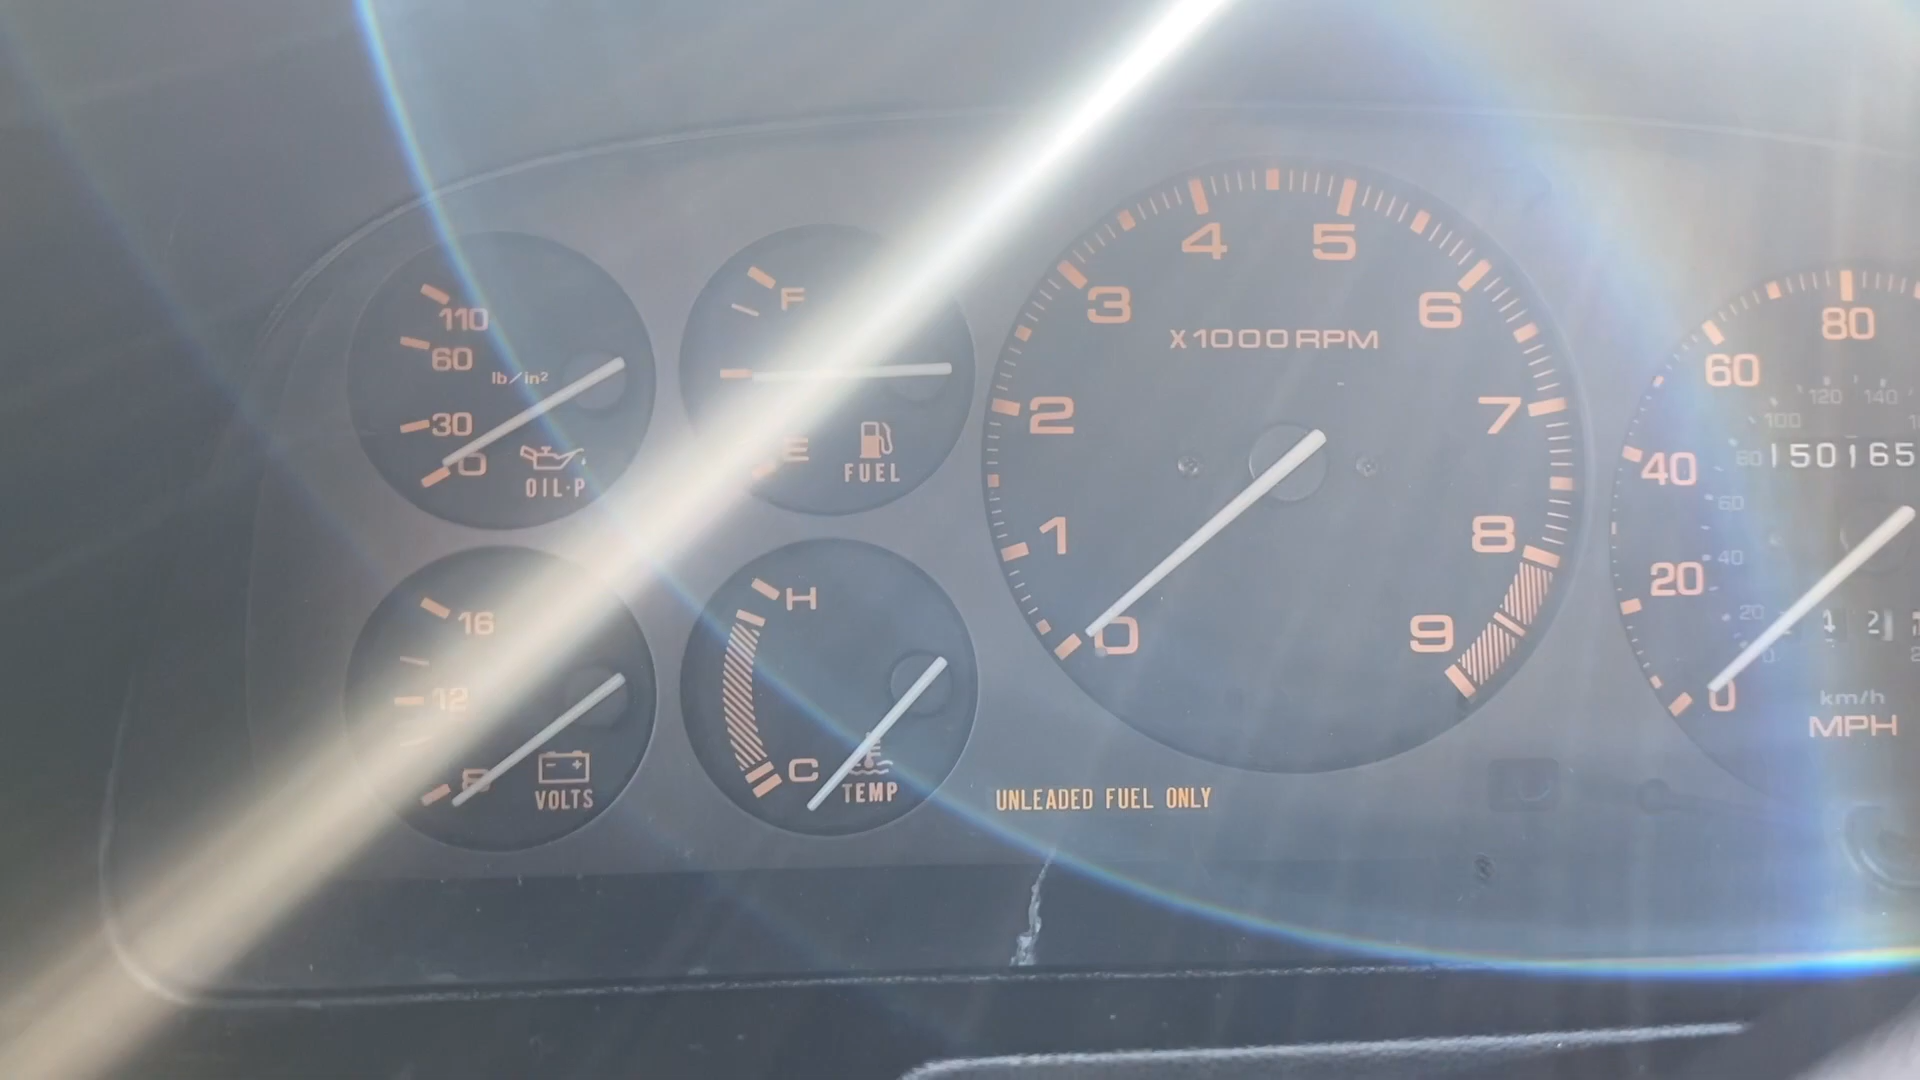 110
60
lb/in²
30
0
OIL·P
F
E
FUEL
16
12
8
VOLTS
H
C
TEMP
0
1
2
3
4
5
6
7
8
9
X1000RPM
UNLEADED FUEL ONLY
0
20
40
60
80
20
40
60
100
120
140
150165
km/h
MPH